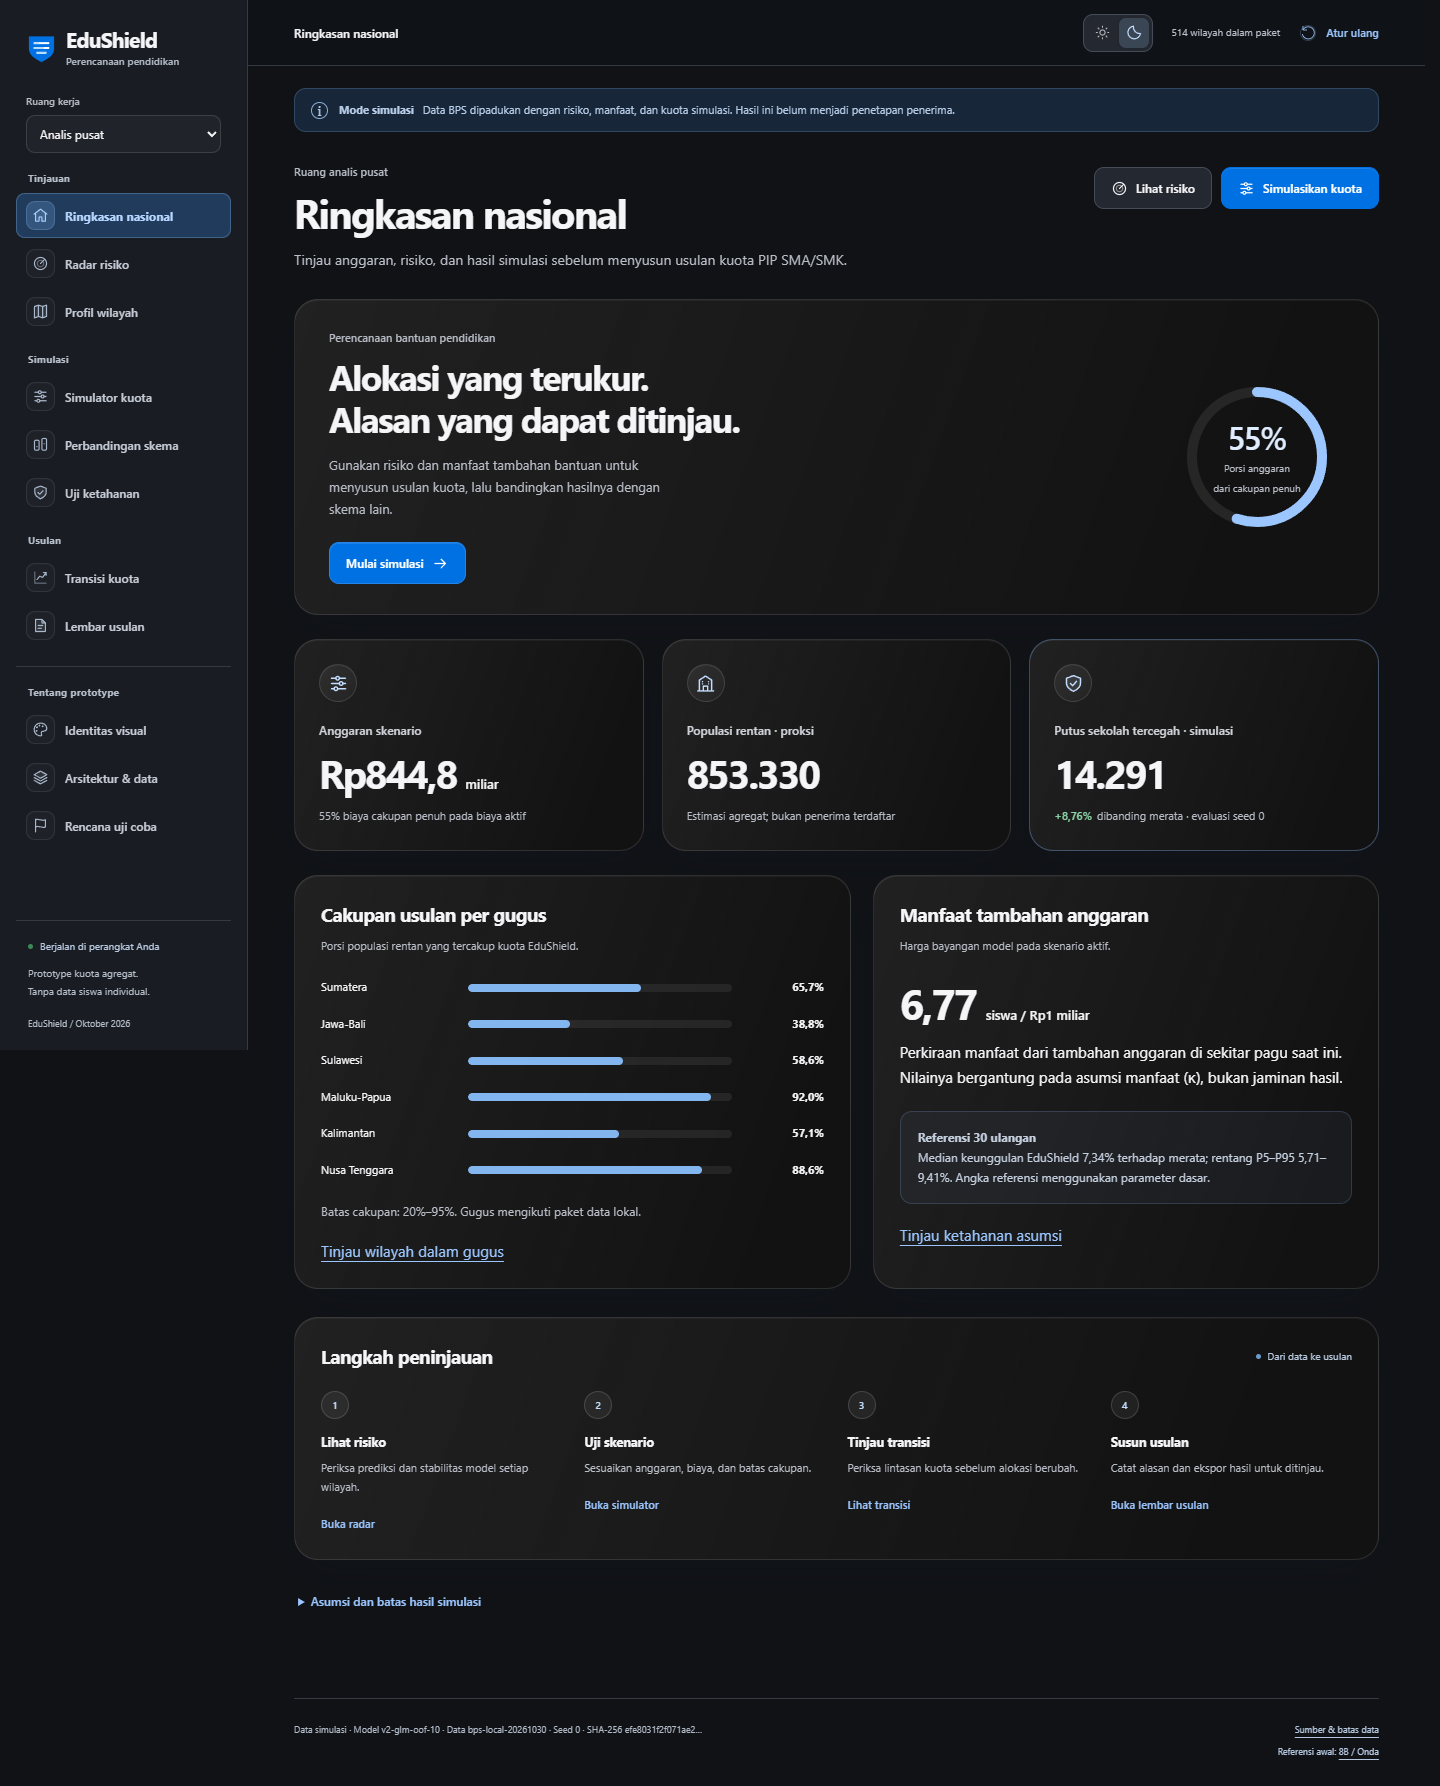 EduShield
Perencanaan pendidikan
Ruang kerja
Analis pusat
Tinjauan
Ringkasan nasional
Radar risiko
Profil wilayah
Simulasi
Simulator kuota
Perbandingan skema
Uji ketahanan
Usulan
Transisi kuota
Lembar usulan
Tentang prototype
Identitas visual
Arsitektur & data
Rencana uji coba
Berjalan di perangkat Anda
Prototype kuota agregat.
Tanpa data siswa individual.
EduShield / Oktober 2026
Ringkasan nasional
514 wilayah dalam paket
Atur ulang
Mode simulasi Data BPS dipadukan dengan risiko, manfaat, dan kuota simulasi. Hasil ini belum menjadi penetapan penerima.
Ruang analis pusat
Ringkasan nasional
Tinjau anggaran, risiko, dan hasil simulasi sebelum menyusun usulan kuota PIP SMA/SMK.
Lihat risiko
Simulasikan kuota
Perencanaan bantuan pendidikan
Alokasi yang terukur.
Alasan yang dapat ditinjau.
Gunakan risiko dan manfaat tambahan bantuan untuk
menyusun usulan kuota, lalu bandingkan hasilnya dengan
skema lain.
Mulai simulasi
55%
Porsi anggaran
dari cakupan penuh
Anggaran skenario
Rp844,8 miliar
55% biaya cakupan penuh pada biaya aktif
Populasi rentan · proksi
853.330
Estimasi agregat; bukan penerima terdaftar
Putus sekolah tercegah · simulasi
14.291
+8,76% dibanding merata · evaluasi seed 0
Cakupan usulan per gugus
Porsi populasi rentan yang tercakup kuota EduShield.
Sumatera 65,7%
Jawa-Bali 38,8%
Sulawesi 58,6%
Maluku-Papua 92,0%
Kalimantan 57,1%
Nusa Tenggara 88,6%
Batas cakupan: 20%–95%. Gugus mengikuti paket data lokal.
Tinjau wilayah dalam gugus
Manfaat tambahan anggaran
Harga bayangan model pada skenario aktif.
6,77 siswa / Rp1 miliar
Perkiraan manfaat dari tambahan anggaran di sekitar pagu saat ini.
Nilainya bergantung pada asumsi manfaat (κ), bukan jaminan hasil.
Referensi 30 ulangan
Median keunggulan EduShield 7,34% terhadap merata; rentang P5–P95 5,71–
9,41%. Angka referensi menggunakan parameter dasar.
Tinjau ketahanan asumsi
Langkah peninjauan
Dari data ke usulan
1
Lihat risiko
Periksa prediksi dan stabilitas model setiap
wilayah.
Buka radar
2
Uji skenario
Sesuaikan anggaran, biaya, dan batas cakupan.
Buka simulator
3
Tinjau transisi
Periksa lintasan kuota sebelum alokasi berubah.
Lihat transisi
4
Susun usulan
Catat alasan dan ekspor hasil untuk ditinjau.
Buka lembar usulan
Asumsi dan batas hasil simulasi
Data simulasi · Model v2-glm-oof-10 · Data bps-local-20261030 · Seed 0 · SHA-256 efe8031f2f071ae2…
Sumber & batas data
Referensi awal: 8B / Onda